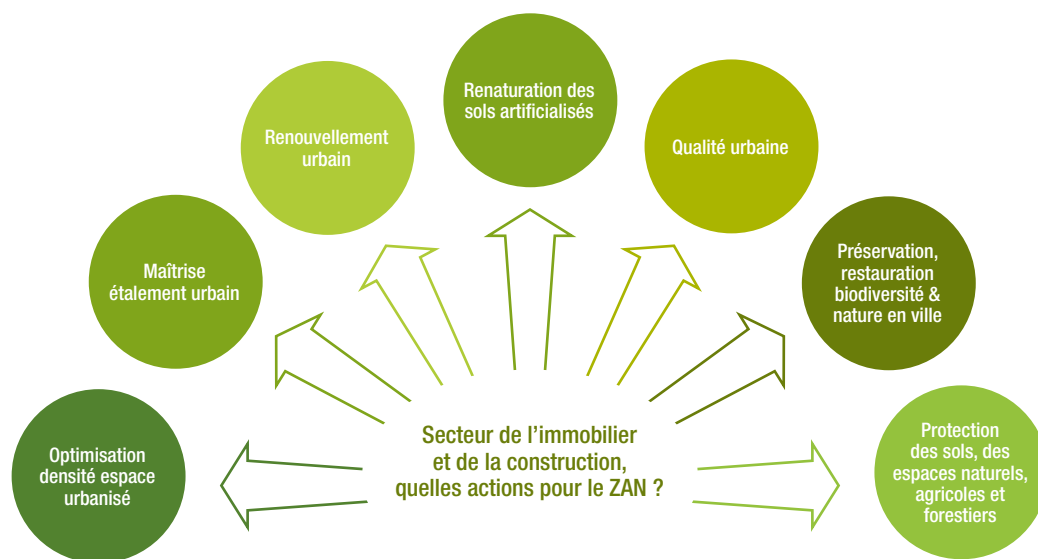 Renaturation des
sols artificialisés
Renouvellement
urbain
Qualité urbaine
Maîtrise
étalement urbain
Préservation,
restauration
biodiversité &
nature en ville
Secteur de l’immobilier
et de la construction,
quelles actions pour le ZAN ?
Optimisation
densité espace
urbanisé
Protection
des sols, des
espaces naturels,
agricoles et
forestiers